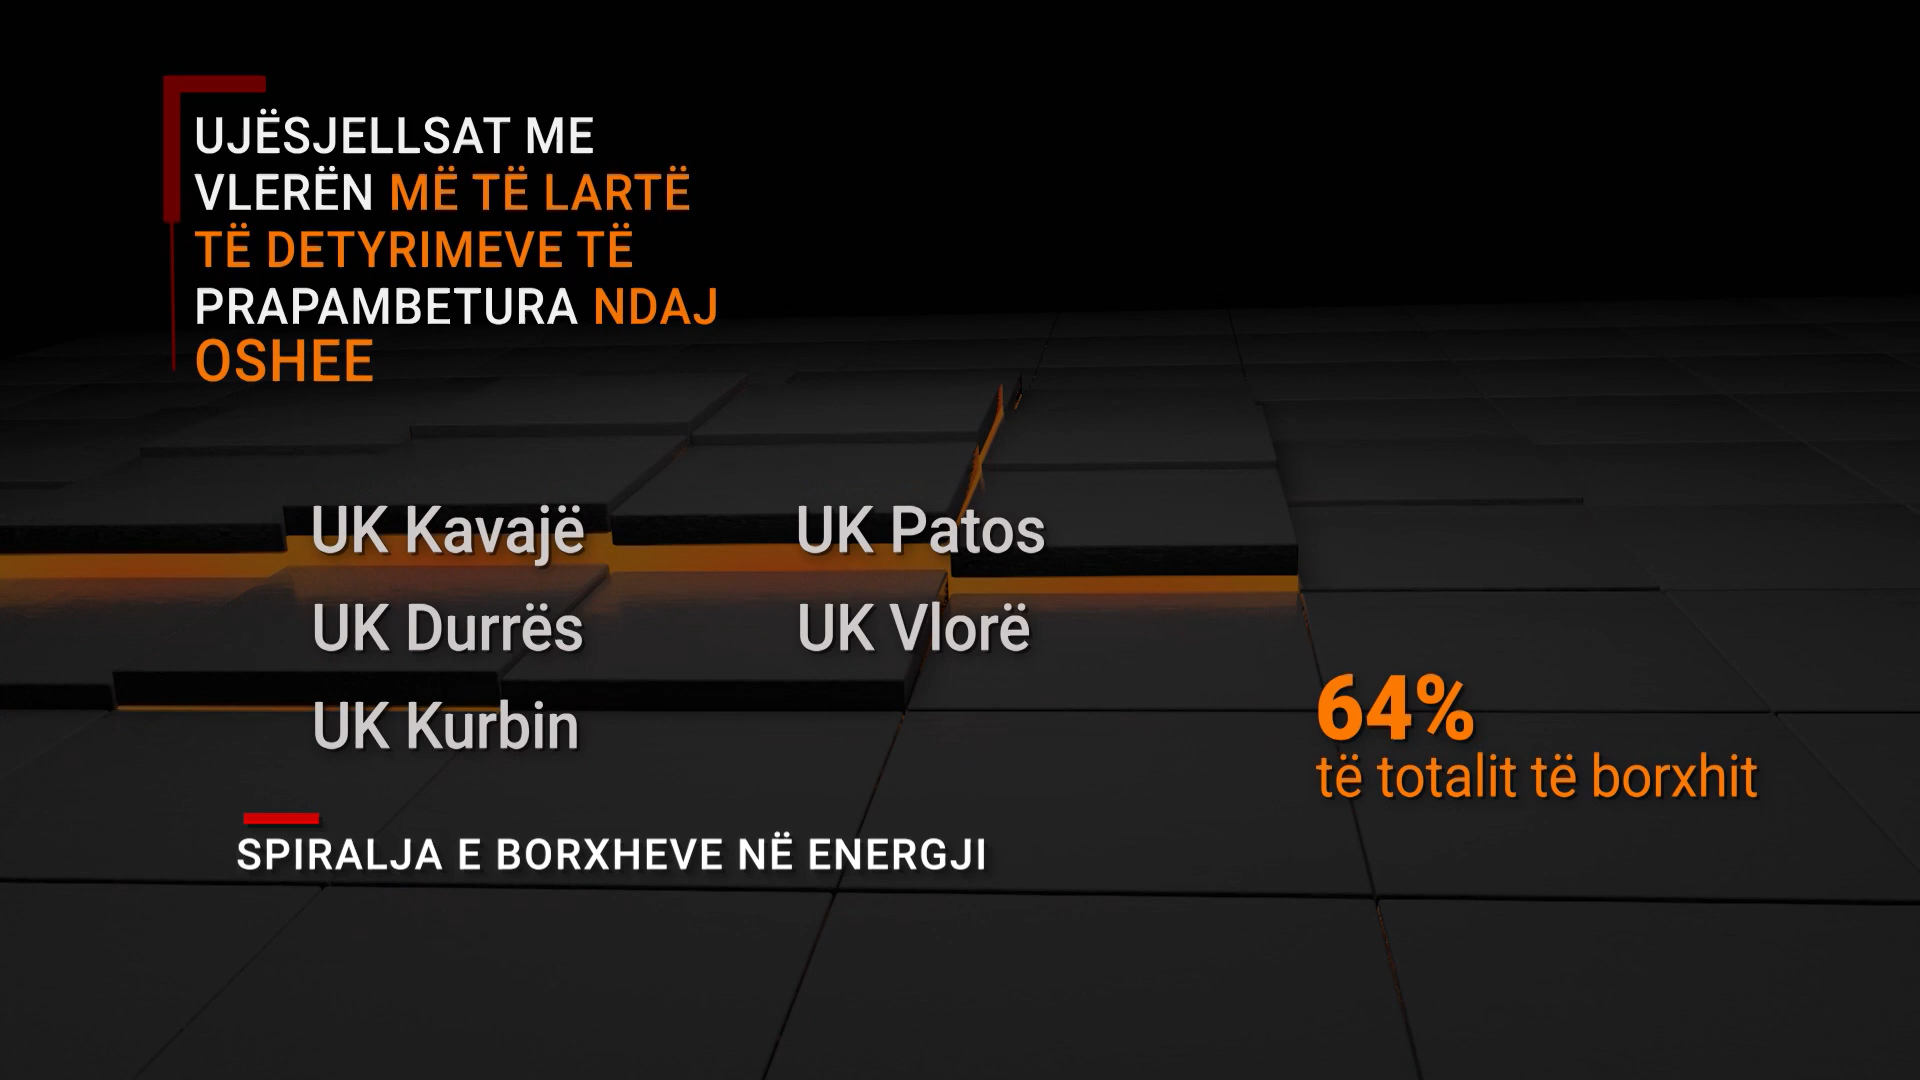 UJËSJELLSAT ME
VLERËN MË TË LARTË
TË DETYRIMEVE TË
PRAPAMBETURA NDAJ
OSHEE
UK Kavajë
UK Durrës
UK Kurbin
UK Patos
UK Vlorë
64%
të totalit të borxhit
SPIRALJA E BORXHEVE NË ENERGJI